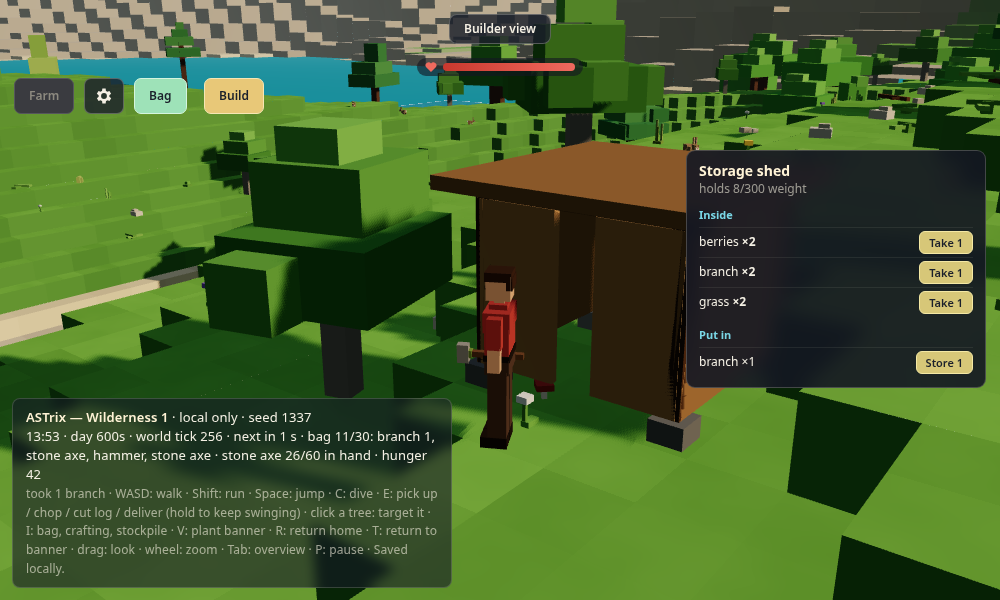 Builder view
Farm
Bag
Build
Storage shed
holds 8/300 weight
Inside
berries ×2
Take 1
branch ×2
Take 1
grass ×2
Take 1
Put in
branch ×1
Store 1
ASTrix — Wilderness 1 · local only · seed 1337
13:53 · day 600s · world tick 256 · next in 1 s · bag 11/30: branch 1,
stone axe, hammer, stone axe · stone axe 26/60 in hand · hunger
42
took 1 branch · WASD: walk · Shift: run · Space: jump · C: dive · E: pick up
/ chop / cut log / deliver (hold to keep swinging) · click a tree: target it ·
I: bag, crafting, stockpile · V: plant banner · R: return home · T: return to
banner · drag: look · wheel: zoom · Tab: overview · P: pause · Saved
locally.